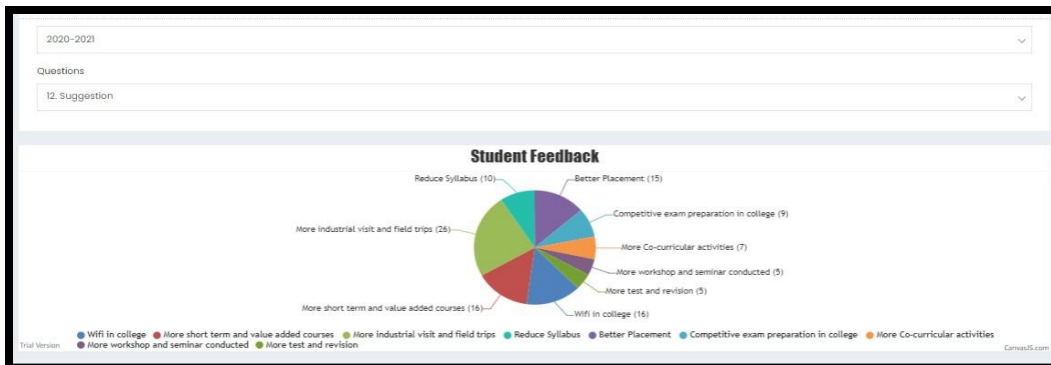 2020-2021
Questions
12. Suggestion
Student Feedback
Reduce Syllabus (10)
Better Placement (15)
Competitive exam preparation in college (9)
More industrial visit and field trips (26)
More Co-curricular activities (7)
More workshop and seminar conducted (5)
More test and revision (5)
More short term and value added courses (16)
Wifi in college (16)
Wifi in college More short term and value added courses More industrial visit and field trips Reduce Syllabus Better Placement Competitive exam preparation in college More Co-curricular activities
More workshop and seminar conducted More test and revision
Trial Version
CanvasJS.com